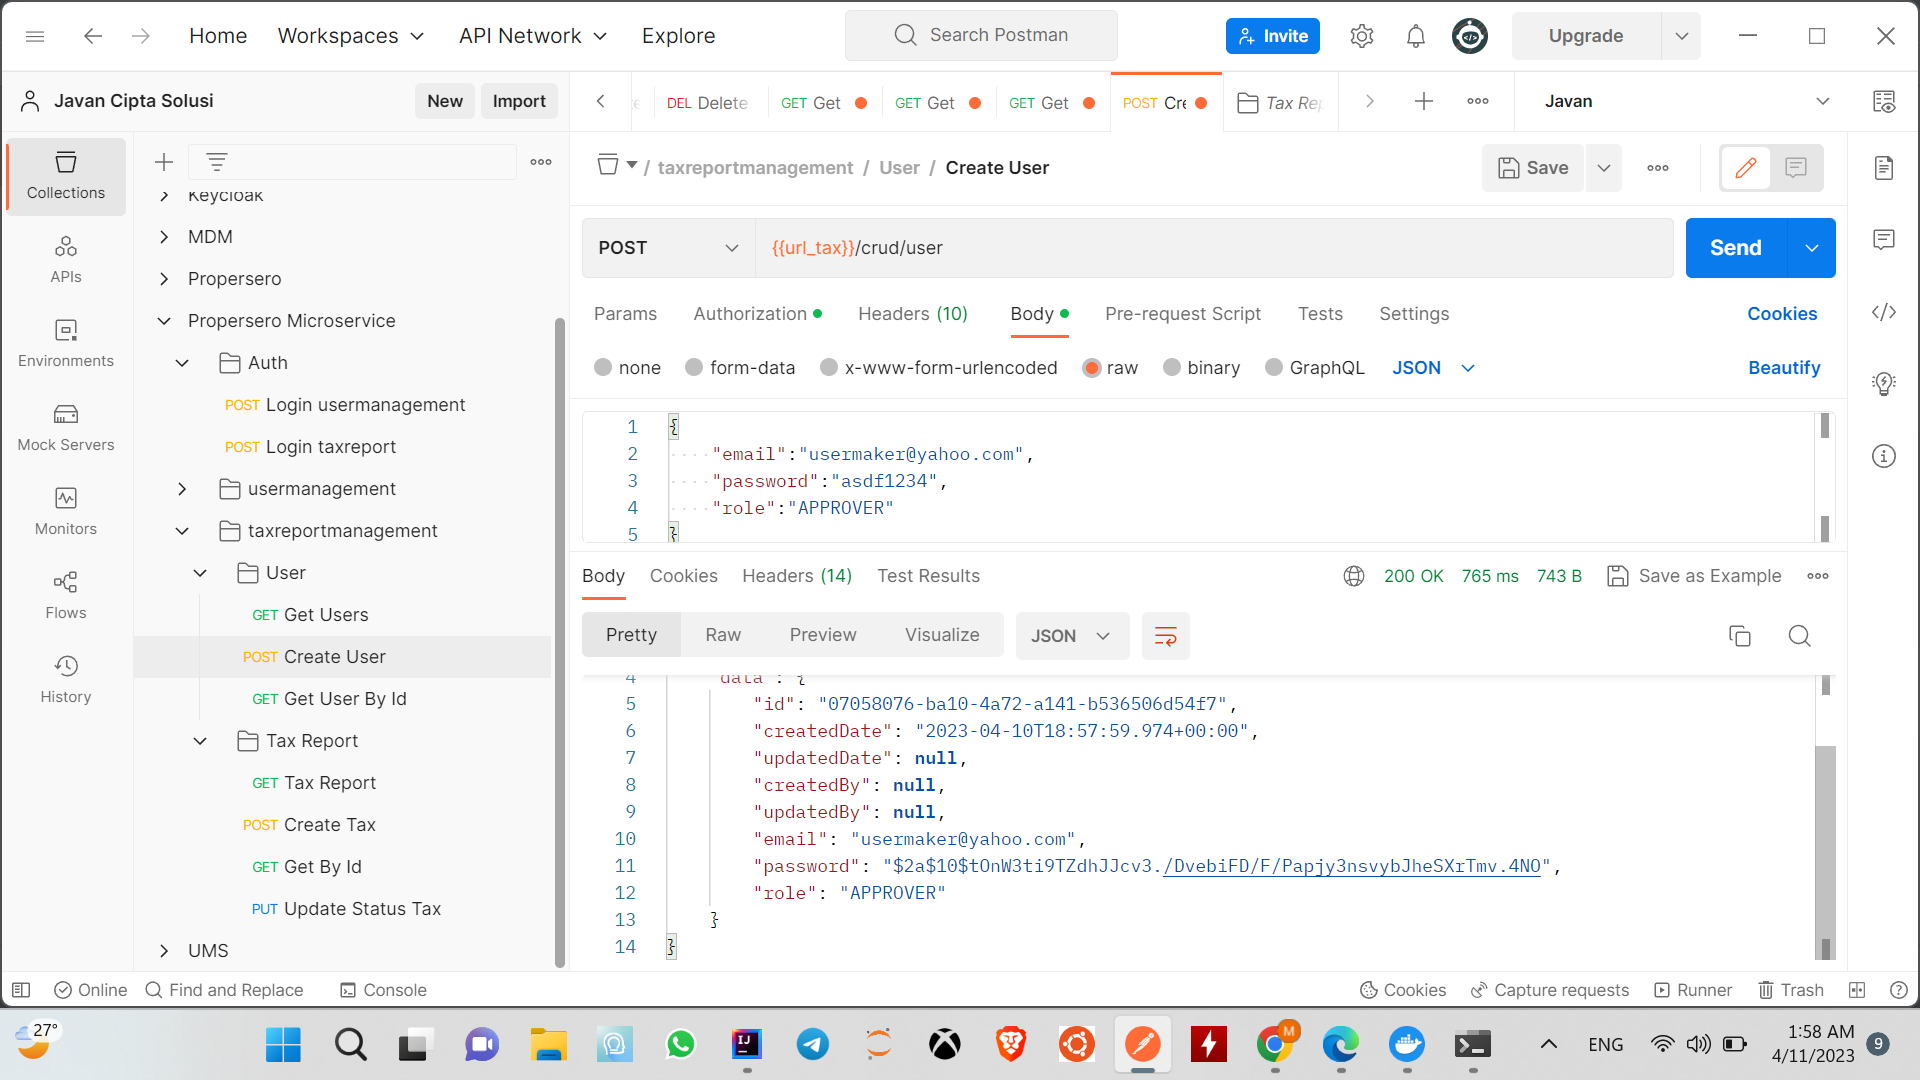 Home Workspaces API Network Explore Search Postman Invite Upgrade
Javan Cipta Solusi New Import DEL Delete GET Get GET Get GET Get POST Cre Tax Rep Javan
Collections
APIs
Environments
Mock Servers
Monitors
Flows
History
Keycloak
MDM
Propersero
Propersero Microservice
Auth
POST Login usermanagement
POST Login taxreport
usermanagement
taxreportmanagement
User
GET Get Users
POST Create User
GET Get User By Id
Tax Report
GET Tax Report
POST Create Tax
GET Get By Id
PUT Update Status Tax
UMS
/ taxreportmanagement / User / Create User Save
POST {{url_tax}}/crud/user Send
Params Authorization Headers (10) Body Pre-request Script Tests Settings Cookies
none form-data x-www-form-urlencoded raw binary GraphQL JSON Beautify
1 {
2 "email":"usermaker@yahoo.com",
3 "password":"asdf1234",
4 "role":"APPROVER"
5 }
Body Cookies Headers (14) Test Results 200 OK 765 ms 743 B Save as Example
Pretty Raw Preview Visualize JSON
4 "data": {
5 "id": "07058076-ba10-4a72-a141-b536506d54f7",
6 "createdDate": "2023-04-10T18:57:59.974+00:00",
7 "updatedDate": null,
8 "createdBy": null,
9 "updatedBy": null,
10 "email": "usermaker@yahoo.com",
11 "password": "$2a$10$tOnW3ti9TZdhJJcv3./DvebiFD/F/Papjy3nsvybJheSXrTmv.4NO",
12 "role": "APPROVER"
13 }
14 }
Online Find and Replace Console Cookies Capture requests Runner Trash
27° IJ M ENG 1:58 AM
4/11/2023 9